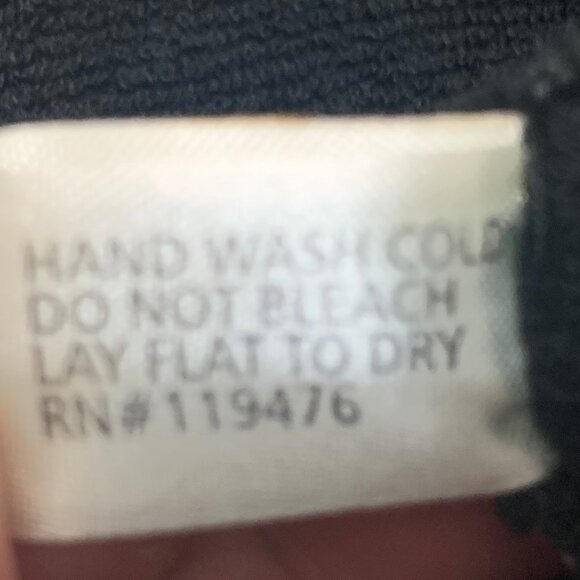 HAND WASH COLD
DO NOT BLEACH
LAY FLAT TO DRY
RN#119476